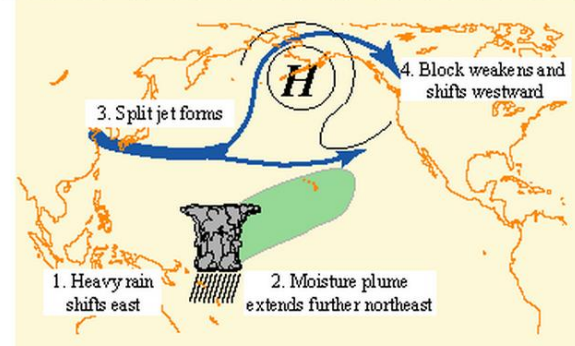 H
4. Block weakens and
shifts westward
3. Split jet forms
1. Heavy rain
shifts east
2. Moisture plume
extends further northeast